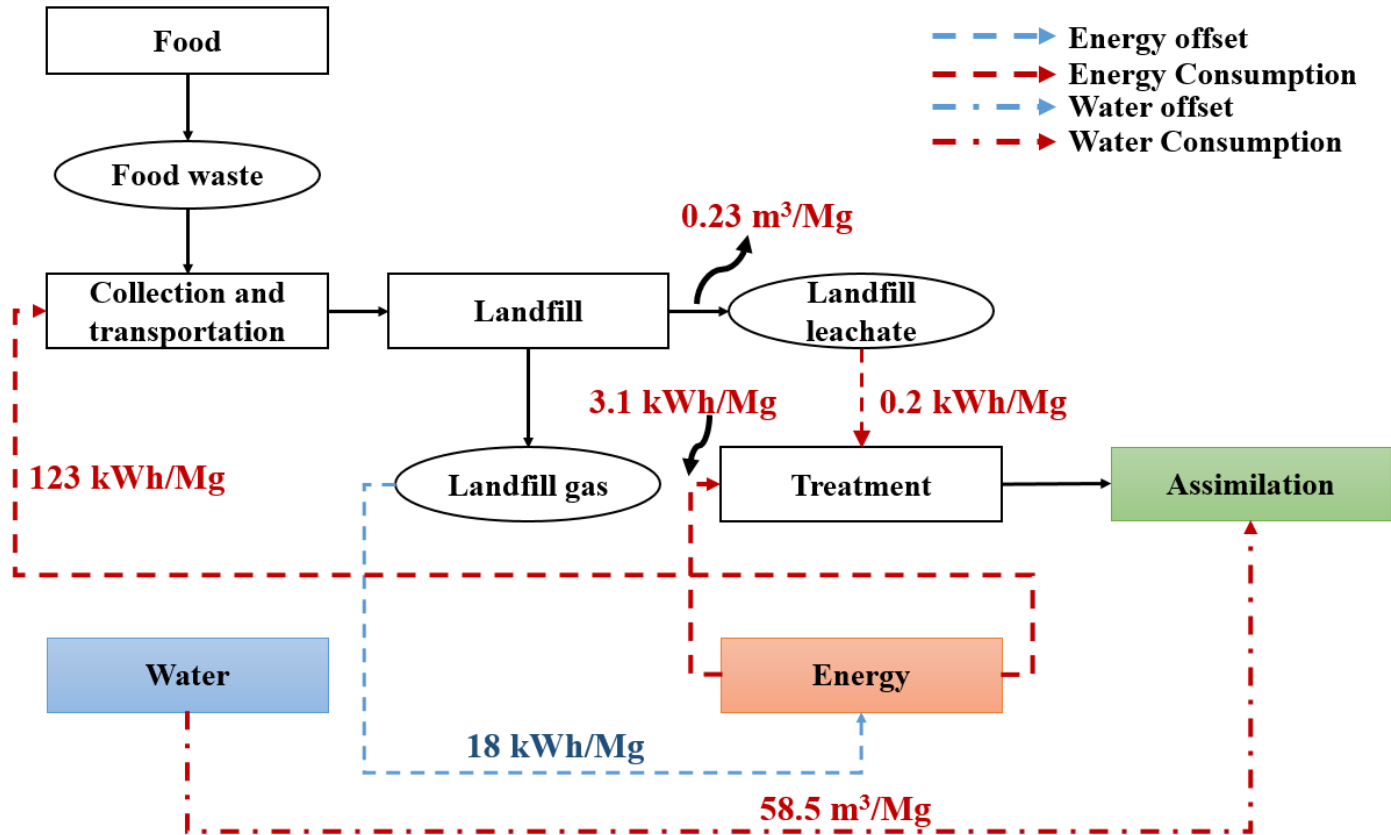 Food
Energy offset
Energy Consumption
Water offset
Water Consumption
Food waste
0.23 m³/Mg
Collection and
transportation
Landfill
Landfill
leachate
3.1 kWh/Mg
0.2 kWh/Mg
123 kWh/Mg
Landfill gas
Treatment
Assimilation
Water
Energy
18 kWh/Mg
58.5 m³/Mg